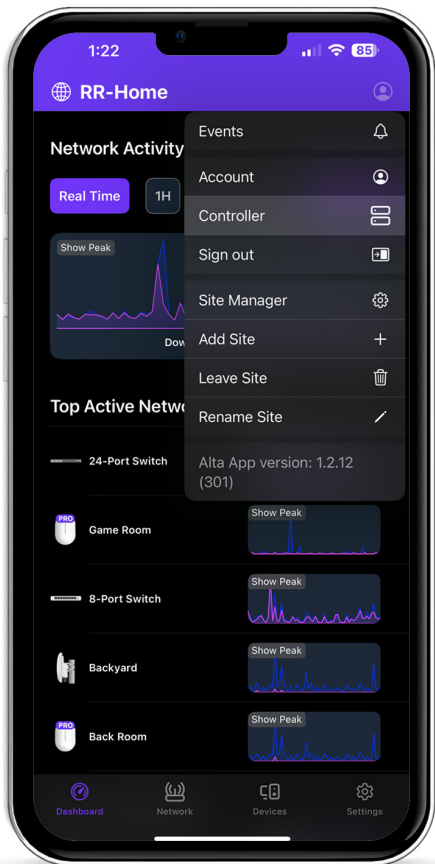 1:22
85
RR-Home
Events
Network Activity
Account
Real Time
1H
Controller
Show Peak
Sign out
Site Manager
Dow
Add Site
Leave Site
Top Active Netwo
Rename Site
24-Port Switch
Alta App version: 1.2.12
(301)
Show Peak
PRO
Game Room
Show Peak
8-Port Switch
Show Peak
Backyard
Show Peak
PRO
Back Room
Dashboard
Network
Devices
Settings